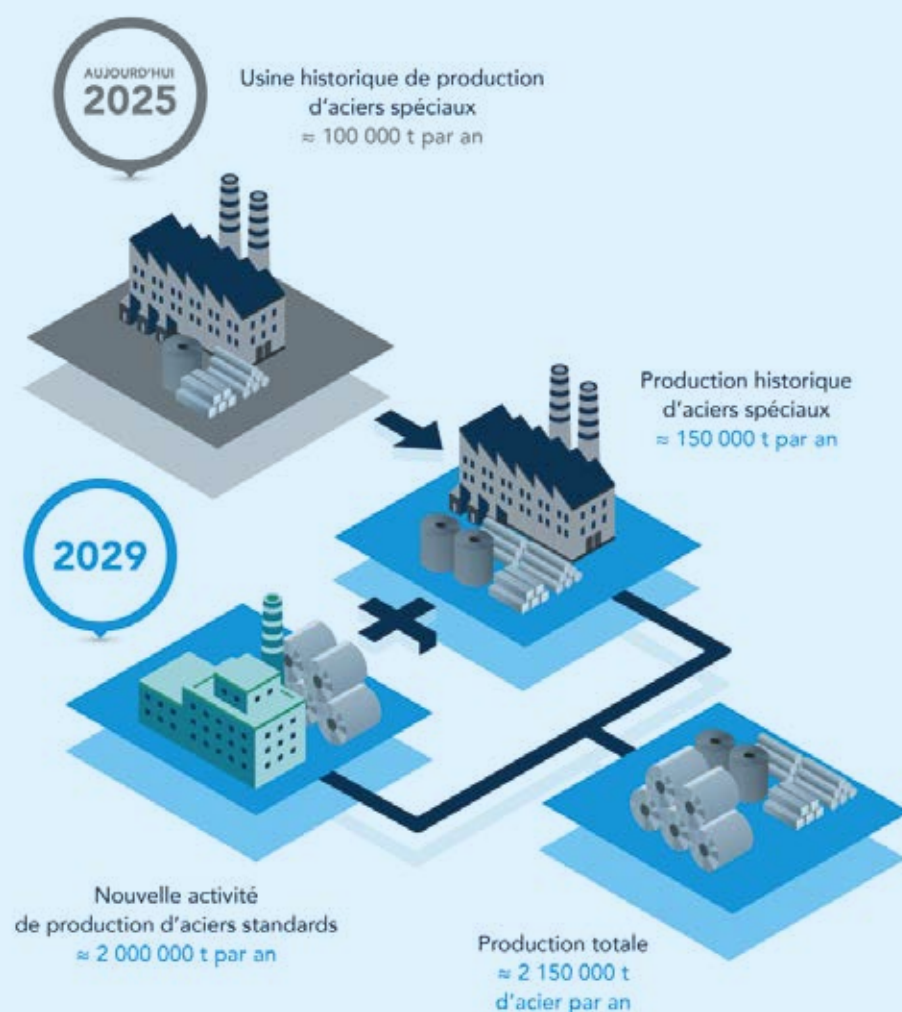 AUJOURD'HUI
2025
Usine historique de production
d'aciers spéciaux
≈ 100 000 t par an
Production historique
d'aciers spéciaux
≈ 150 000 t par an
2029
Nouvelle activité
de production d'aciers standards
≈ 2 000 000 t par an
Production totale
≈ 2 150 000 t
d'acier par an